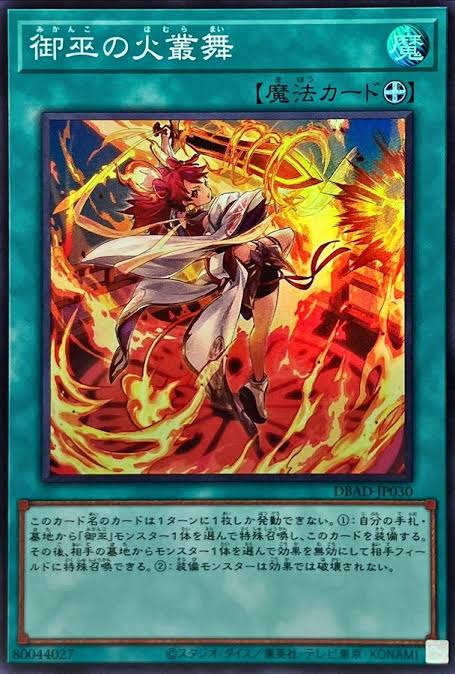 御巫の火叢舞
魔
【魔法カード】
DBAD-JP030
このカード名のカードは1ターンに1枚しか発動できない。①:自分の手札・
墓地から「御巫」モンスター1体を選んで特殊召喚し、このカードを装備する。
その後、相手の墓地からモンスター1体を選んで効果を無効にして相手フィー
ルドに特殊召喚できる。②:装備モンスターは効果では破壊されない。
80044027
©スタジオ・ダイス/集英社・テレビ東京・KONAMI